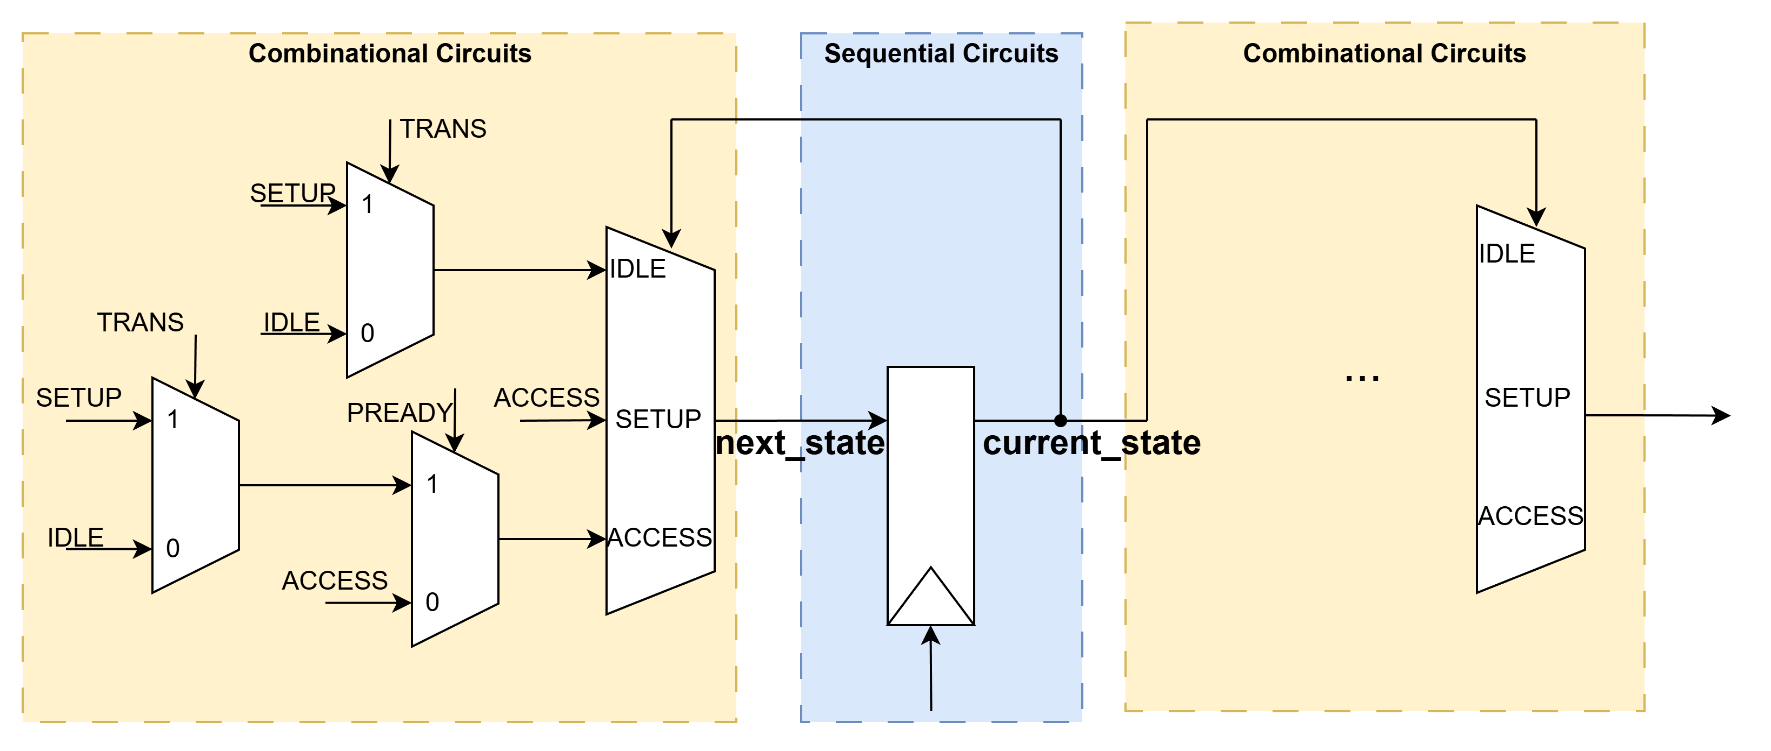 Combinational Circuits
Sequential Circuits
Combinational Circuits
TRANS
SETUP
1
IDLE
0
TRANS
SETUP
1
IDLE
0
PREADY
1
ACCESS
0
IDLE
ACCESS
SETUP
ACCESS
next_state
current_state
...
IDLE
SETUP
ACCESS